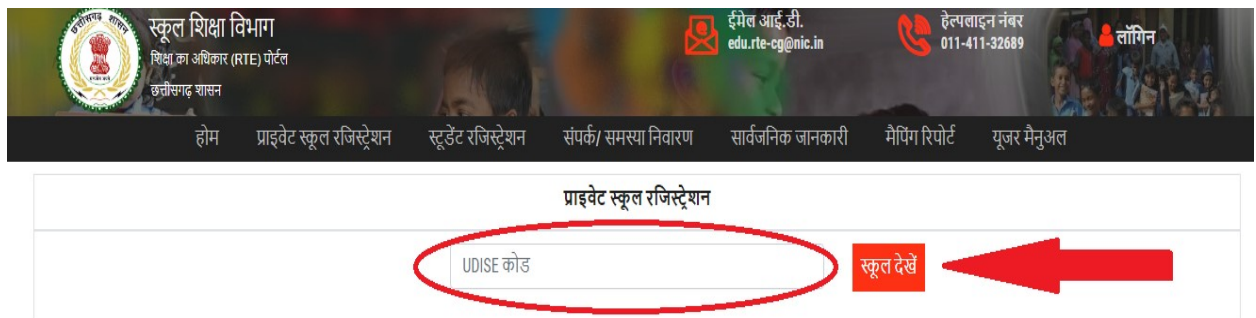 स्कूल शिक्षा विभाग
शिक्षा का अधिकार (RTE) पोर्टल
छत्तीसगढ़ शासन
ईमेल आई.डी.
edu.rte-cg@nic.in
हेल्पलाइन नंबर
011-411-32689
लॉगिन
होम प्राइवेट स्कूल रजिस्ट्रेशन स्टूडेंट रजिस्ट्रेशन संपर्क/ समस्या निवारण सार्वजनिक जानकारी मैपिंग रिपोर्ट यूजर मैनुअल
प्राइवेट स्कूल रजिस्ट्रेशन
UDISE कोड स्कूल देखें